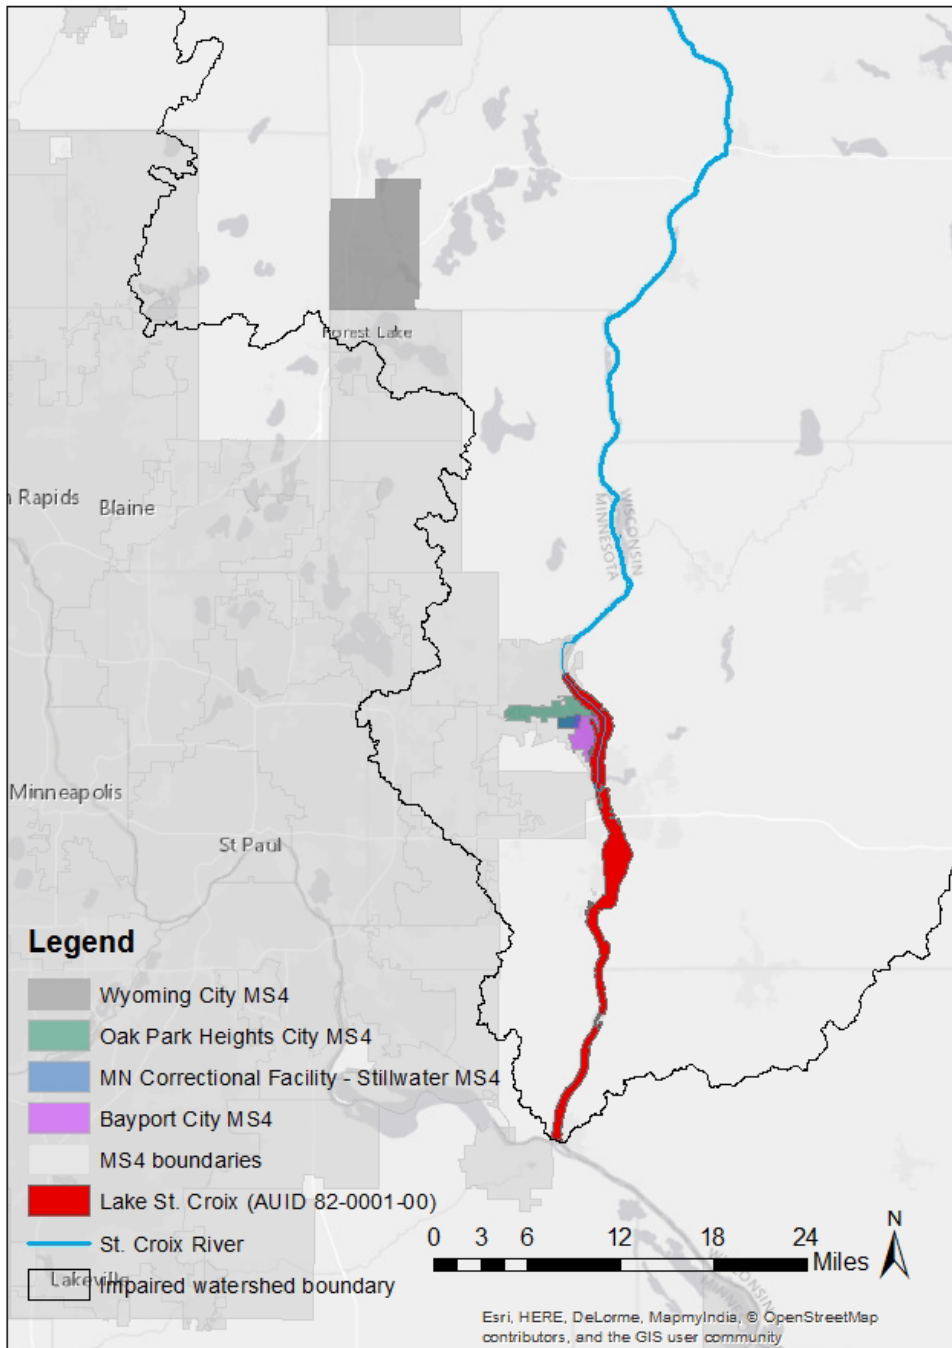 Forest Lake
n Rapids
Blaine
WISCONSIN
MINNESOTA
Minneapolis
St Paul
Legend
Wyoming City MS4
Oak Park Heights City MS4
MN Correctional Facility - Stillwater MS4
Bayport City MS4
MS4 boundaries
Lake St. Croix (AUID 82-0001-00)
St. Croix River
Impaired watershed boundary
Lakeville
0 3 6 12 18 24
Miles
N
WISCONSIN
MINNE
Esri, HERE, DeLorme, MapmyIndia, © OpenStreetMap
contributors, and the GIS user community